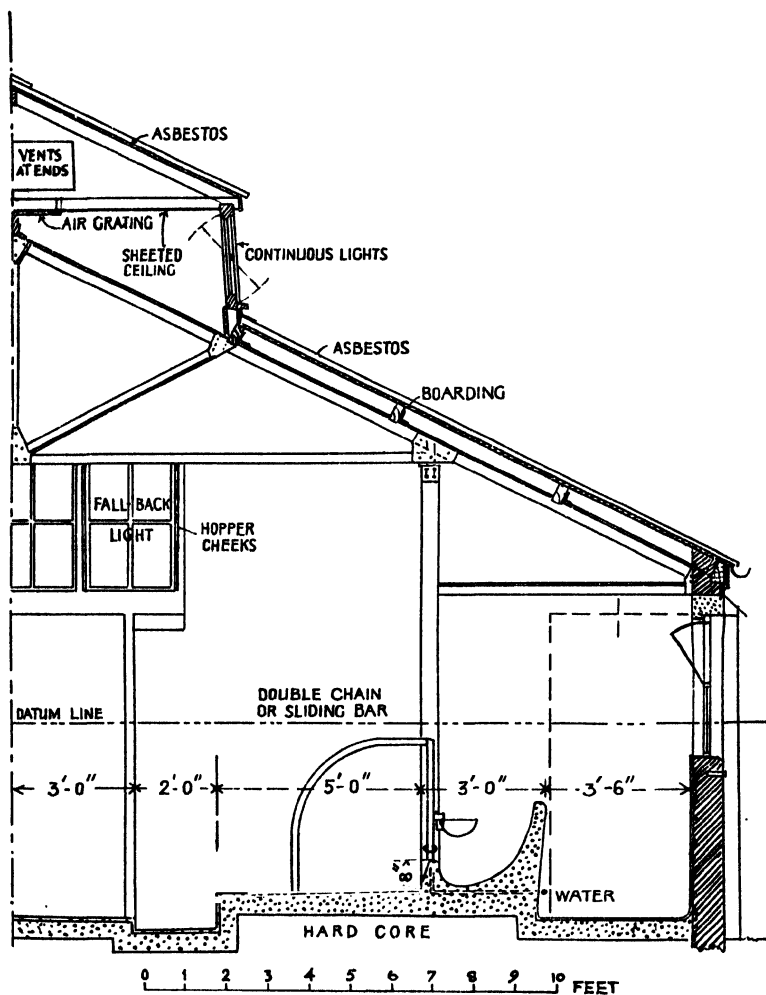 ASBESTOS
VENTS
AT ENDS
AIR GRATING
SHEETED
CEILING
CONTINUOUS LIGHTS
ASBESTOS
BOARDING
FALL BACK
LIGHT
HOPPER
CHEEKS
DOUBLE CHAIN
OR SLIDING BAR
DATUM LINE
3'-0" 2'-0" 5'-0" 3'-0" 3'-6"
8"
WATER
HARD CORE
0 1 2 3 4 5 6 7 8 9 10 FEET